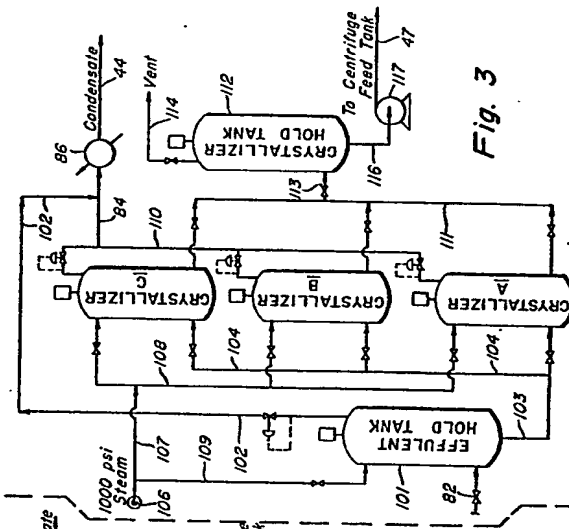 Condensate
44
86
Vent
114
112
CRYSTALLIZER
HOLD TANK
To Centrifuge
Feed Tank
47
117
116
113
102
84
110
111
CRYSTALLIZER
C
CRYSTALLIZER
B
CRYSTALLIZER
A
108
104
104
103
102
107
109
1000 psi
Steam
106
EFFULENT
HOLD TANK
101
82
Fig. 3